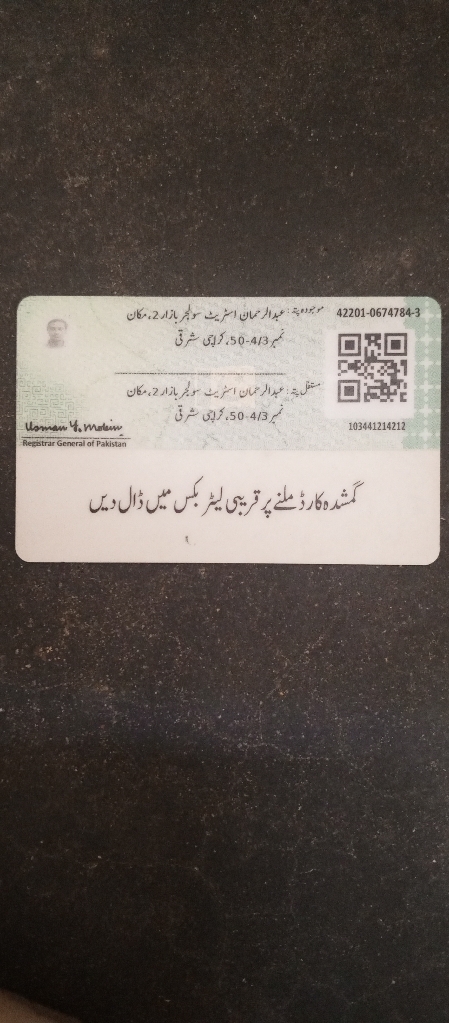 42201-0674784-3
موجودہ پتہ: عبدالرحمان اسٹریٹ سولجر بازار 2، مکان
نمبر 50-4/3، کراچی شرقی
مستقل پتہ: عبدالرحمان اسٹریٹ سولجر بازار 2، مکان
نمبر 50-4/3، کراچی شرقی
103441214212
Usman Y. Mobin
Registrar General of Pakistan
گمشدہ کارڈ ملنے پر قریبی لیٹر بکس میں ڈال دیں